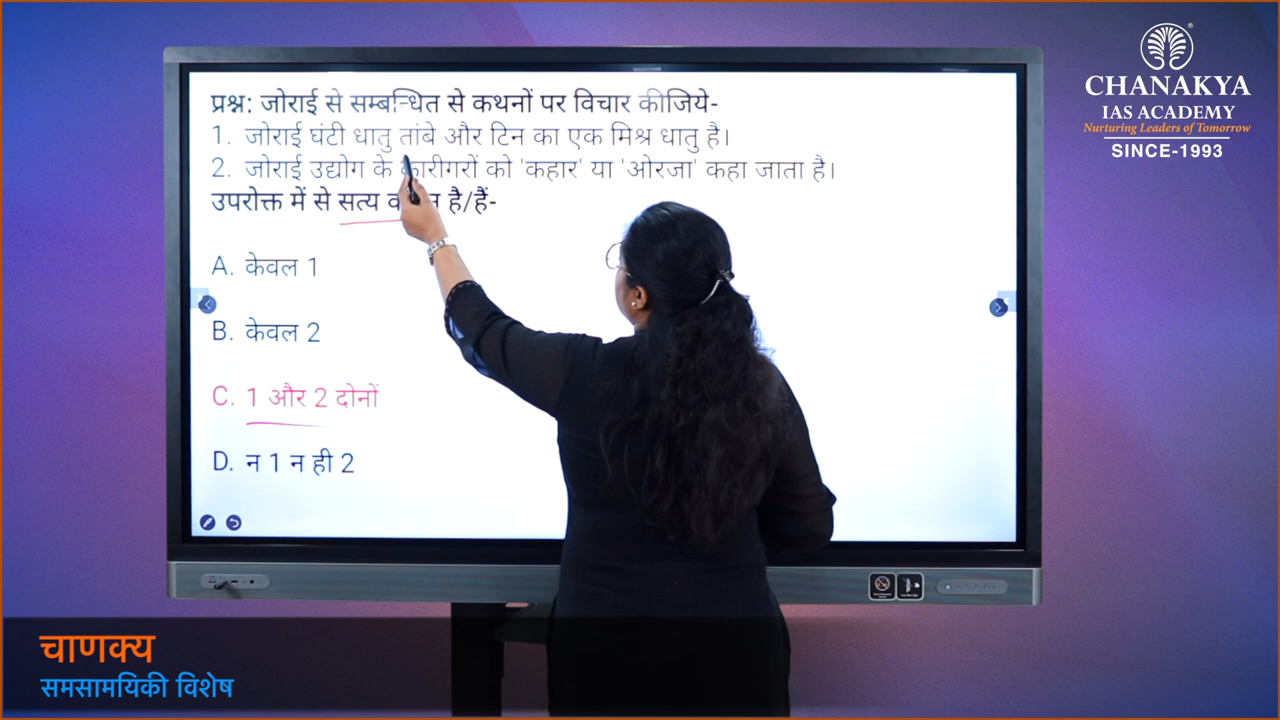 प्रश्न: जोराई से सम्बन्धित से कथनों पर विचार कीजिये-
1. जोराई घंटी धातु तांबे और टिन का एक मिश्र धातु है।
2. जोराई उद्योग के कारीगरों को 'कहार' या 'ओरजा' कहा जाता है।
उपरोक्त में से सत्य है/हैं-
A. केवल 1
B. केवल 2
C. 1 और 2 दोनों
D. न 1 न ही 2
CHANAKYA
IAS ACADEMY
Nurturing Leaders of Tomorrow
SINCE-1993
चाणक्य
समसामयिकी विशेष